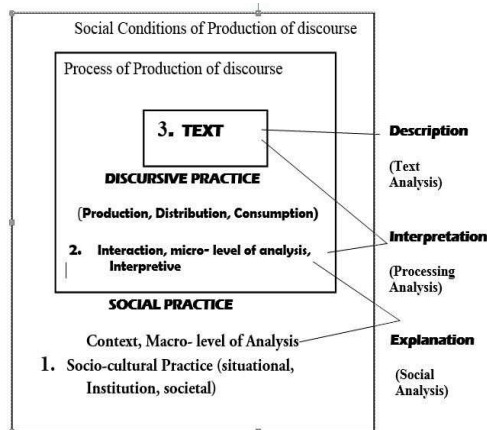 Social Conditions of Production of discourse
Process of Production of discourse
3. TEXT
Description
(Text
Analysis)
DISCURSIVE PRACTICE
(Production, Distribution, Consumption)
2. Interaction, micro- level of analysis,
Interpretive
Interpretation
(Processing
Analysis)
SOCIAL PRACTICE
Context, Macro- level of Analysis
1. Socio-cultural Practice (situational,
Institution, societal)
Explanation
(Social
Analysis)